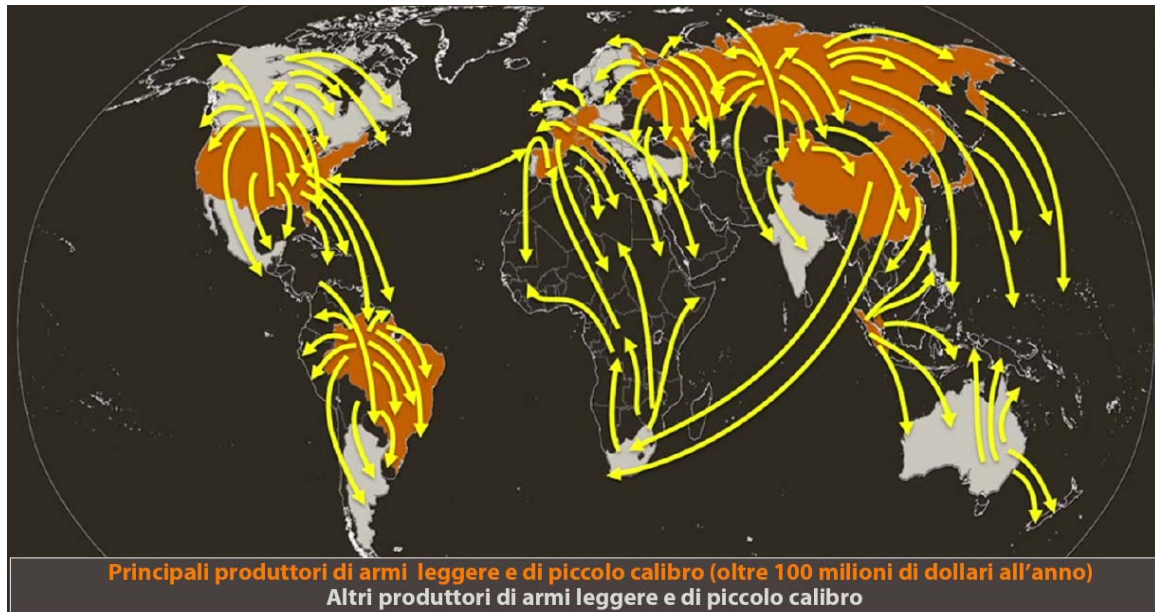 Principali produttori di armi leggere e di piccolo calibro (oltre 100 milioni di dollari all’anno)
Altri produttori di armi leggere e di piccolo calibro